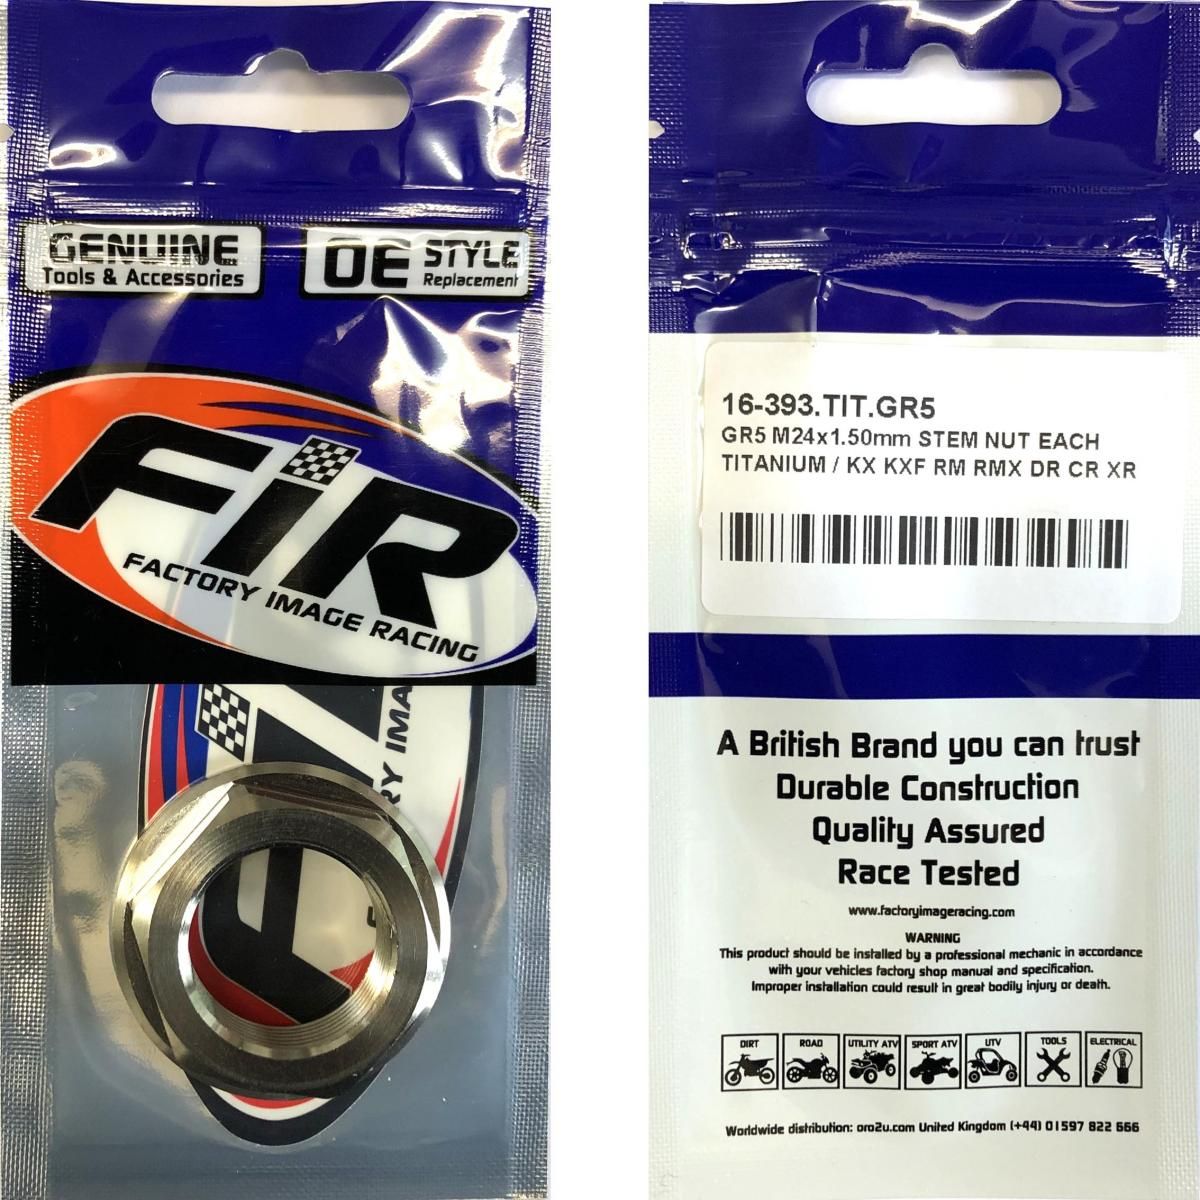 GENUINE
Tools & Accessories
OE STYLE
Replacement
FiR
FACTORY IMAGE RACING
RY IMA
16-393.TIT.GR5
GR5 M24x1.50mm STEM NUT EACH
TITANIUM / KX KXF RM RMX DR CR XR
A British Brand you can trust
Durable Construction
Quality Assured
Race Tested
www.factoryimageracing.com
WARNING
This product should be installed by a professional mechanic in accordance
with your vehicles factory shop manual and specification.
Improper installation could result in great bodily injury or death.
DIRT ROAD UTILITY ATV SPORT ATV UTV TOOLS ELECTRICAL
Worldwide distribution: oro2u.com United Kingdom (+44) 01597 822 666